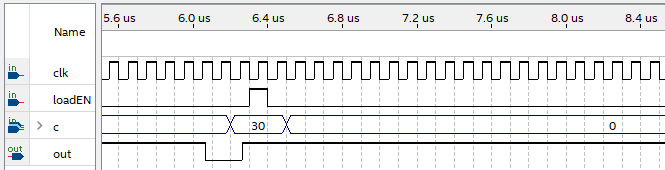 Name
5.6 us 6.0 us 6.4 us 6.8 us 7.2 us 7.6 us 8.0 us 8.4 us
in clk
in loadEN
in > c 30 0
out out